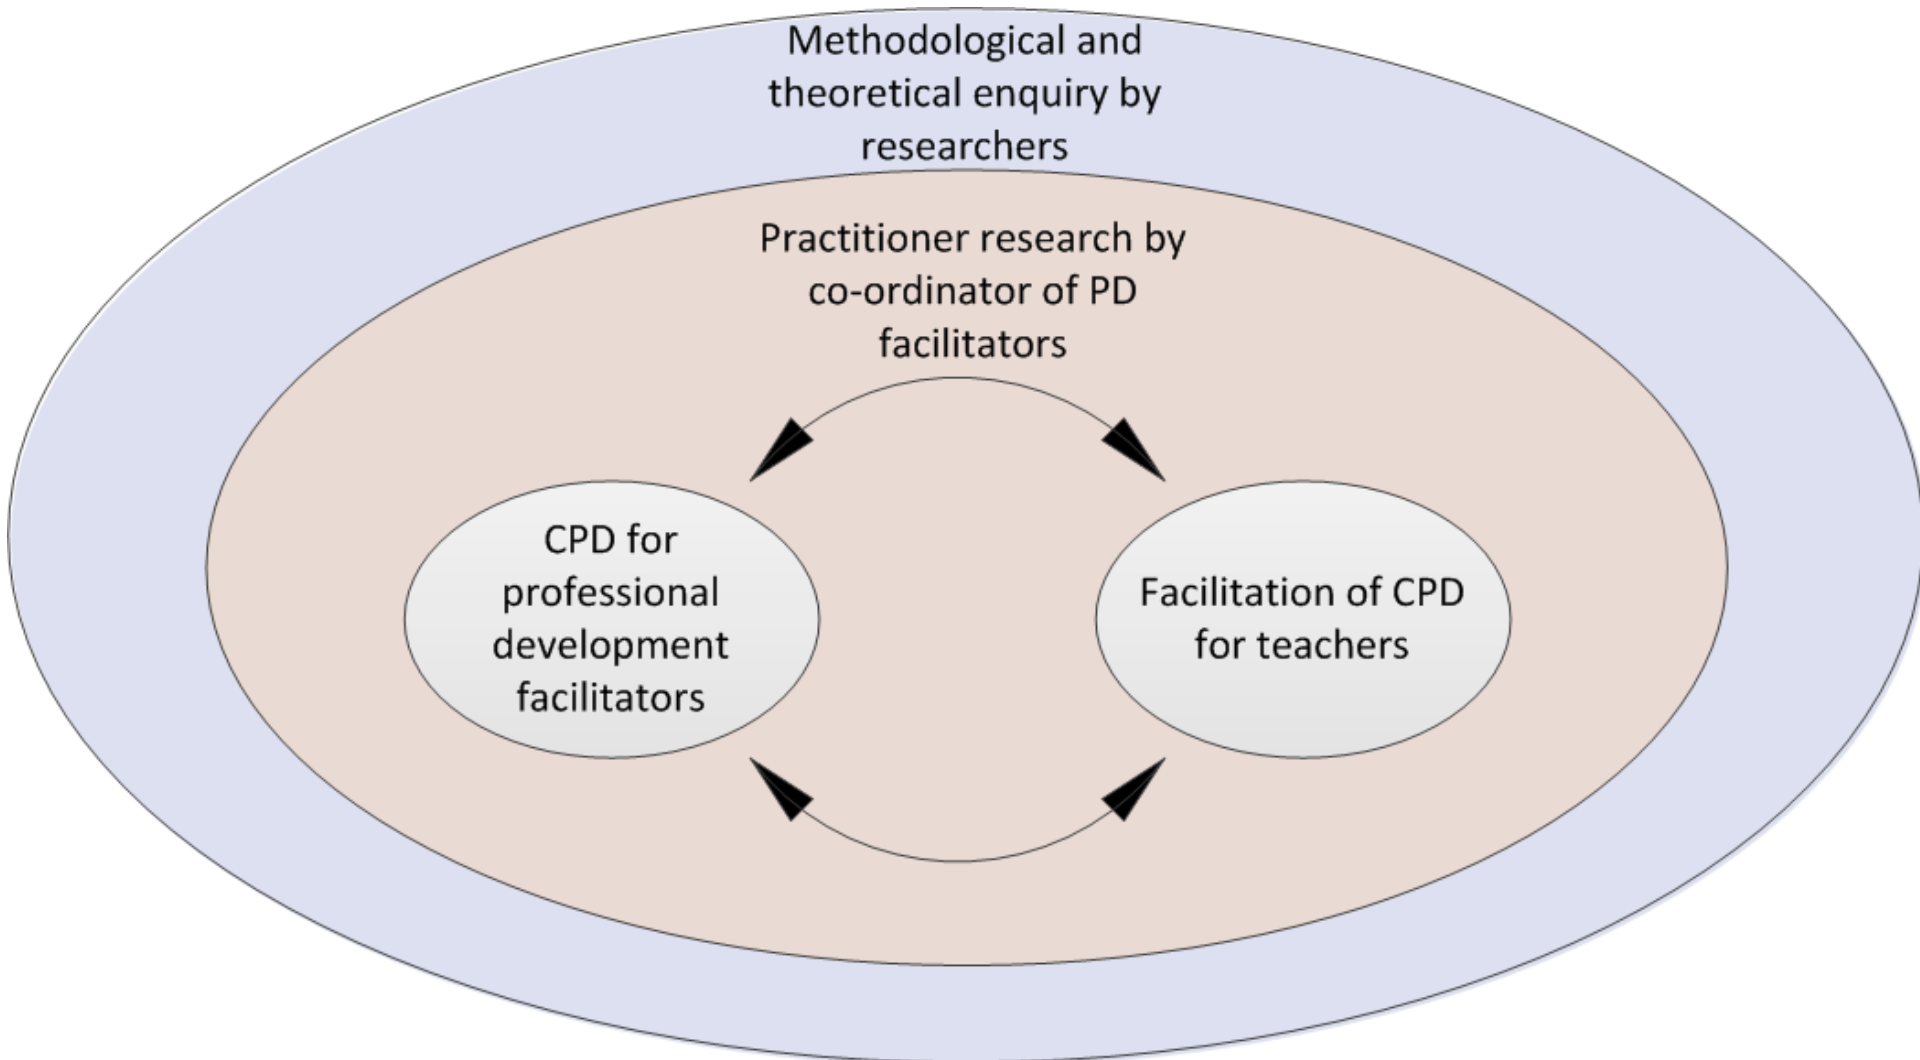 Methodological and
theoretical enquiry by
researchers
Practitioner research by
co-ordinator of PD
facilitators
CPD for
professional
development
facilitators
Facilitation of CPD
for teachers